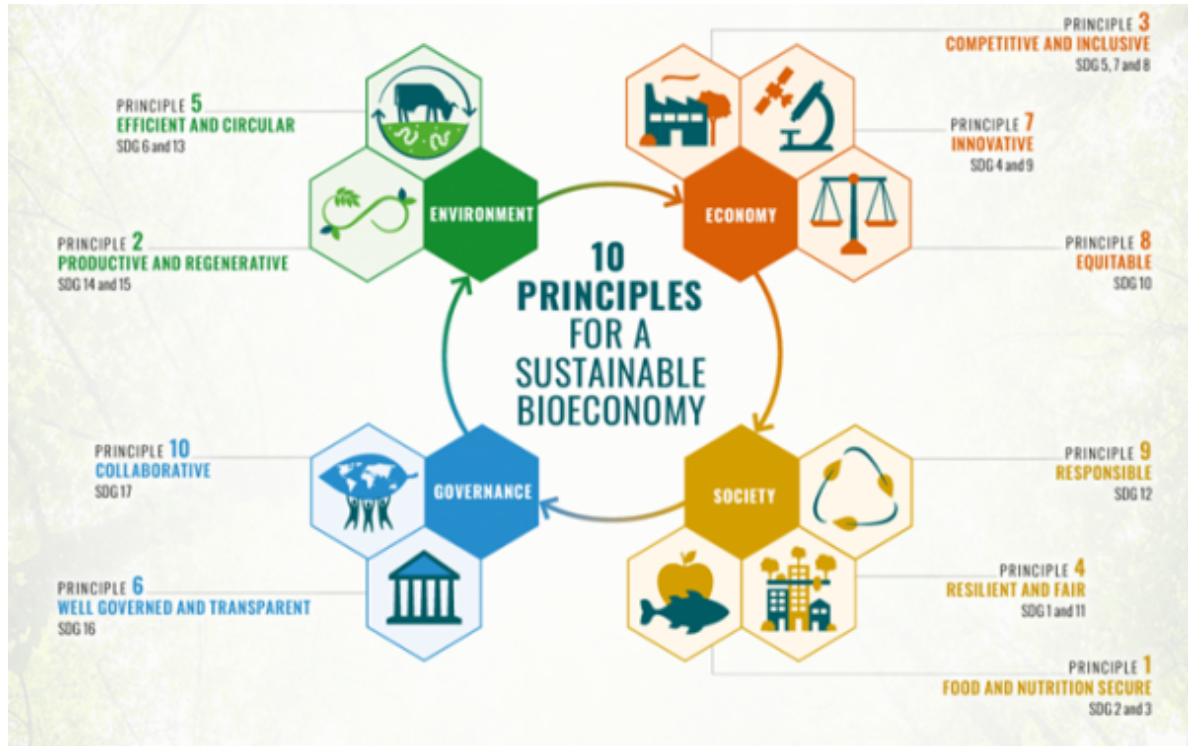 PRINCIPLE 3
COMPETITIVE AND INCLUSIVE
SDG 5, 7 and 8
PRINCIPLE 5
EFFICIENT AND CIRCULAR
SDG 6 and 13
PRINCIPLE 7
INNOVATIVE
SDG 4 and 9
ENVIRONMENT
ECONOMY
PRINCIPLE 2
PRODUCTIVE AND REGENERATIVE
SDG 14 and 15
PRINCIPLE 8
EQUITABLE
SDG 10
10
PRINCIPLES
FOR A
SUSTAINABLE
BIOECONOMY
PRINCIPLE 10
COLLABORATIVE
SDG 17
GOVERNANCE
SOCIETY
PRINCIPLE 9
RESPONSIBLE
SDG 12
PRINCIPLE 6
WELL GOVERNED AND TRANSPARENT
SDG 16
PRINCIPLE 4
RESILIENT AND FAIR
SDG 1 and 11
PRINCIPLE 1
FOOD AND NUTRITION SECURE
SDG 2 and 3